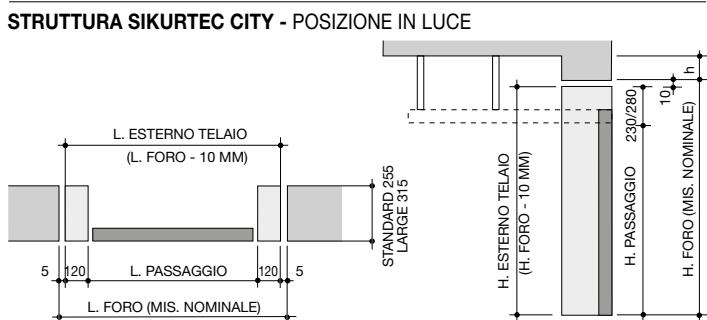 STRUTTURA SIKURTEC CITY - POSIZIONE IN LUCE
L. ESTERNO TELAIO
(L. FORO - 10 MM)
STANDARD 255
LARGE 315
5
120
L. PASSAGGIO
120
5
L. FORO (MIS. NOMINALE)
H. ESTERNO TELAIO
(H. FORO - 10 MM)
230/280
H. PASSAGGIO
10
h
H. FORO (MIS. NOMINALE)